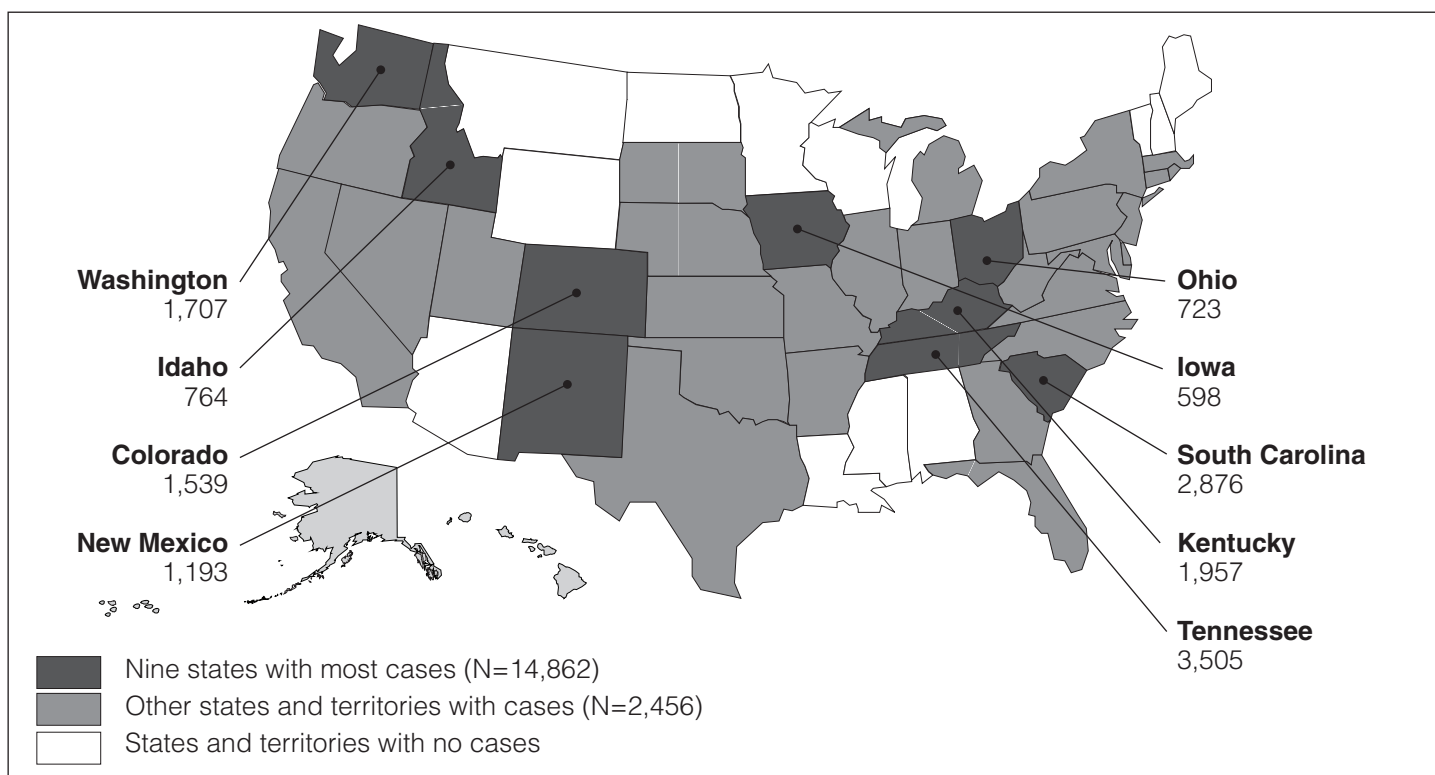 Washington
1,707
Idaho
764
Colorado
1,539
New Mexico
1,193
Ohio
723
Iowa
598
South Carolina
2,876
Kentucky
1,957
Tennessee
3,505
Nine states with most cases (N=14,862)
Other states and territories with cases (N=2,456)
States and territories with no cases